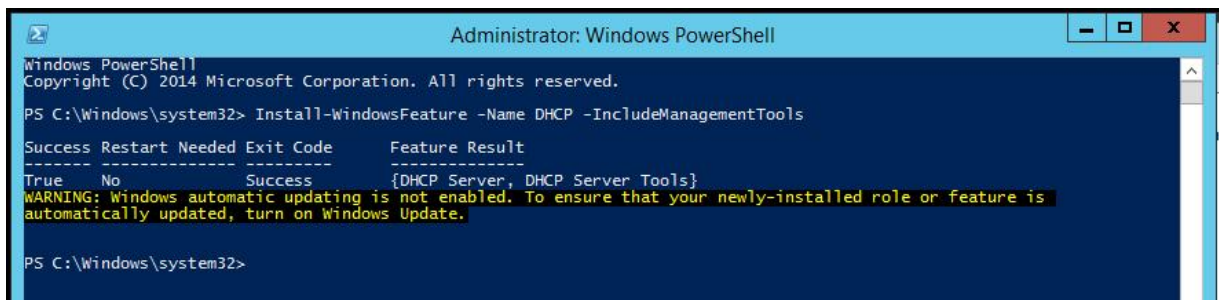 Administrator: Windows PowerShell
Windows PowerShell
Copyright (C) 2014 Microsoft Corporation. All rights reserved.
PS C:\Windows\system32> Install-WindowsFeature -Name DHCP -IncludeManagementTools
Success Restart Needed Exit Code      Feature Result
------- -------------- ---------      --------------
True    No             Success        {DHCP Server, DHCP Server Tools}
WARNING: Windows automatic updating is not enabled. To ensure that your newly-installed role or feature is
automatically updated, turn on Windows Update.
PS C:\Windows\system32>